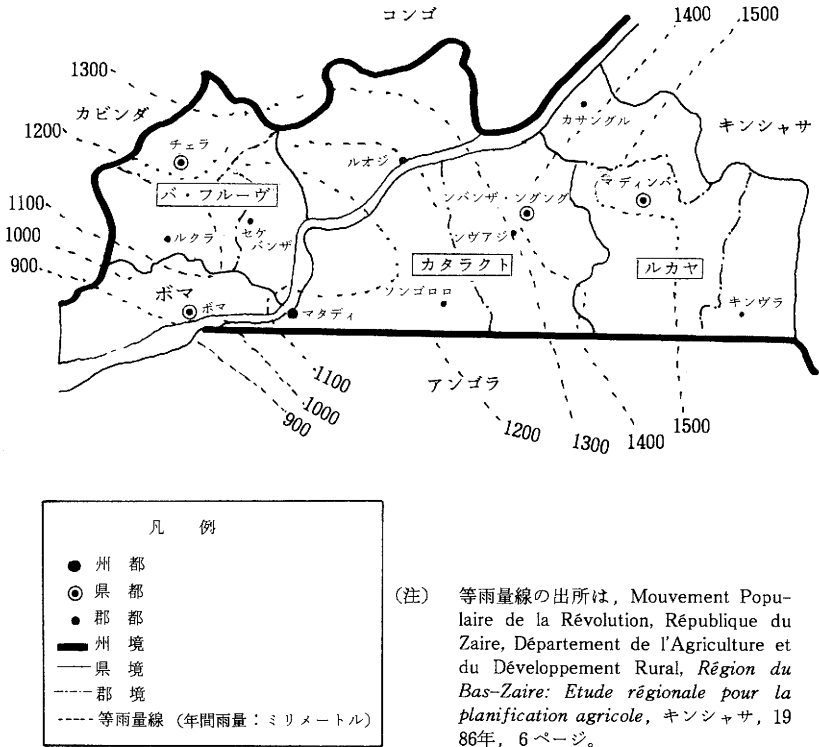 コンゴ
1400
1500
1300
カビンダ
1200
チェラ
カサングル
キンシャサ
ルオジ
マディンバ
バ・フルーヴ
ンバンザ・ングング
1100
ルクラ
セケ
バンザ
ンヴアジ
1000
900
カタラクト
ルカヤ
ボマ
ボマ
マタディ
ソンゴロロ
キンヴラ
アンゴラ
1100
1000
900
1200
1300
1400
1500
凡 例
州 都
県 都
郡 都
州 境
県 境
郡 境
等雨量線 (年間雨量:ミリメートル)
(注) 等雨量線の出所は,Mouvement Popu-
laire de la Révolution, République du
Zaire, Département de l'Agriculture et
du Développement Rural, Région du
Bas-Zaire: Etude régionale pour la
planification agricole, キンシャサ, 19
86年, 6ページ。